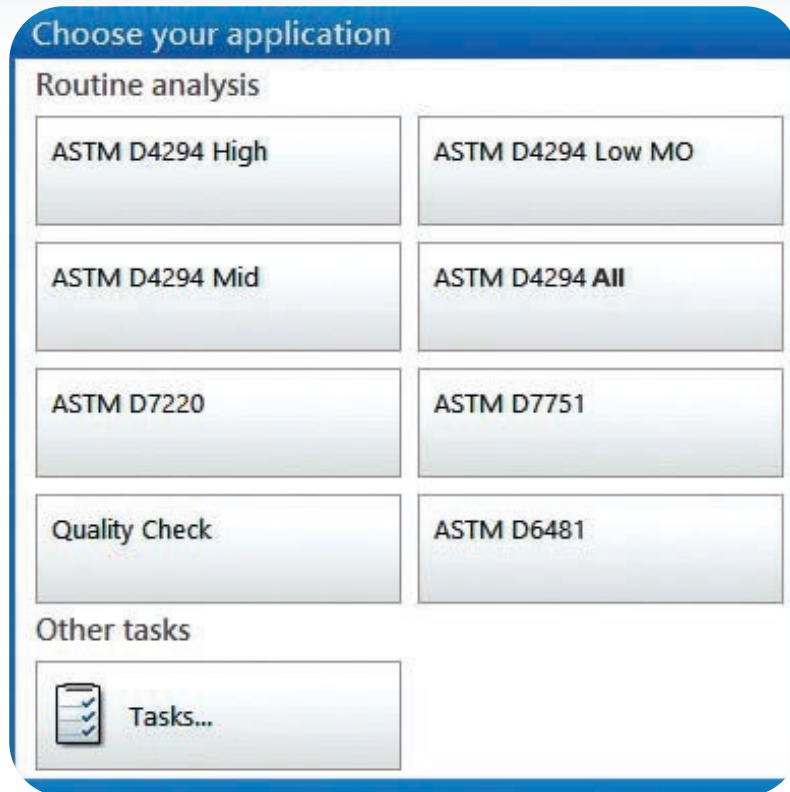 Choose your application
Routine analysis
ASTM D4294 High
ASTM D4294 Low MO
ASTM D4294 Mid
ASTM D4294 All
ASTM D7220
ASTM D7751
Quality Check
ASTM D6481
Other tasks
Tasks...